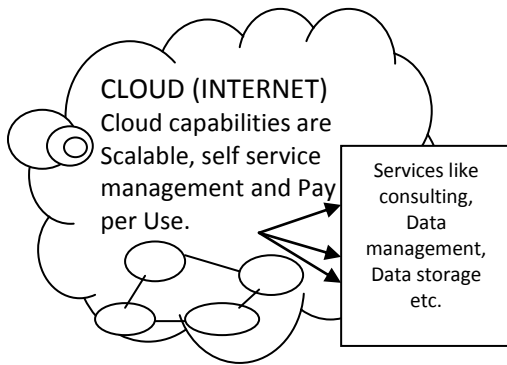 CLOUD (INTERNET)
Cloud capabilities are
Scalable, self service
management and Pay
per Use.
Services like
consulting,
Data
management,
Data storage
etc.